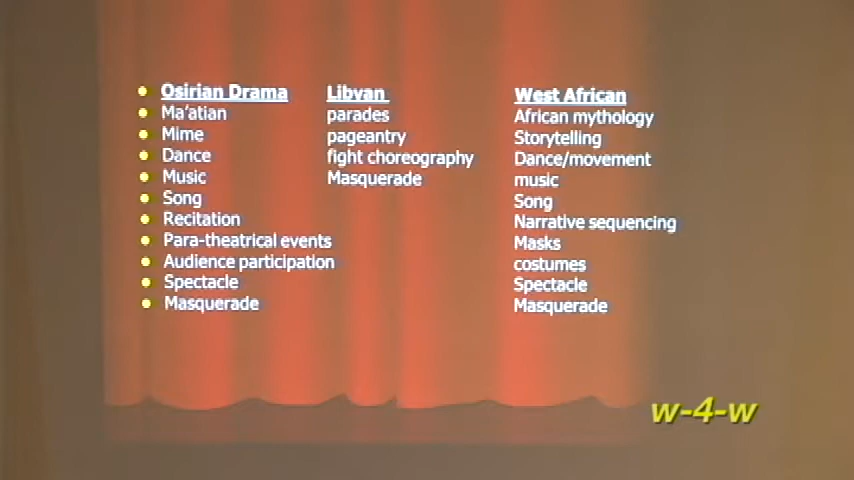 Osirian Drama
Ma'atian
Mime
Dance
Music
Song
Recitation
Para-theatrical events
Audience participation
Spectacle
Masquerade
Libyan
parades
pageantry
fight choreography
Masquerade
West African
African mythology
Storytelling
Dance/movement
music
Song
Narrative sequencing
Masks
costumes
Spectacle
Masquerade
w-4-w